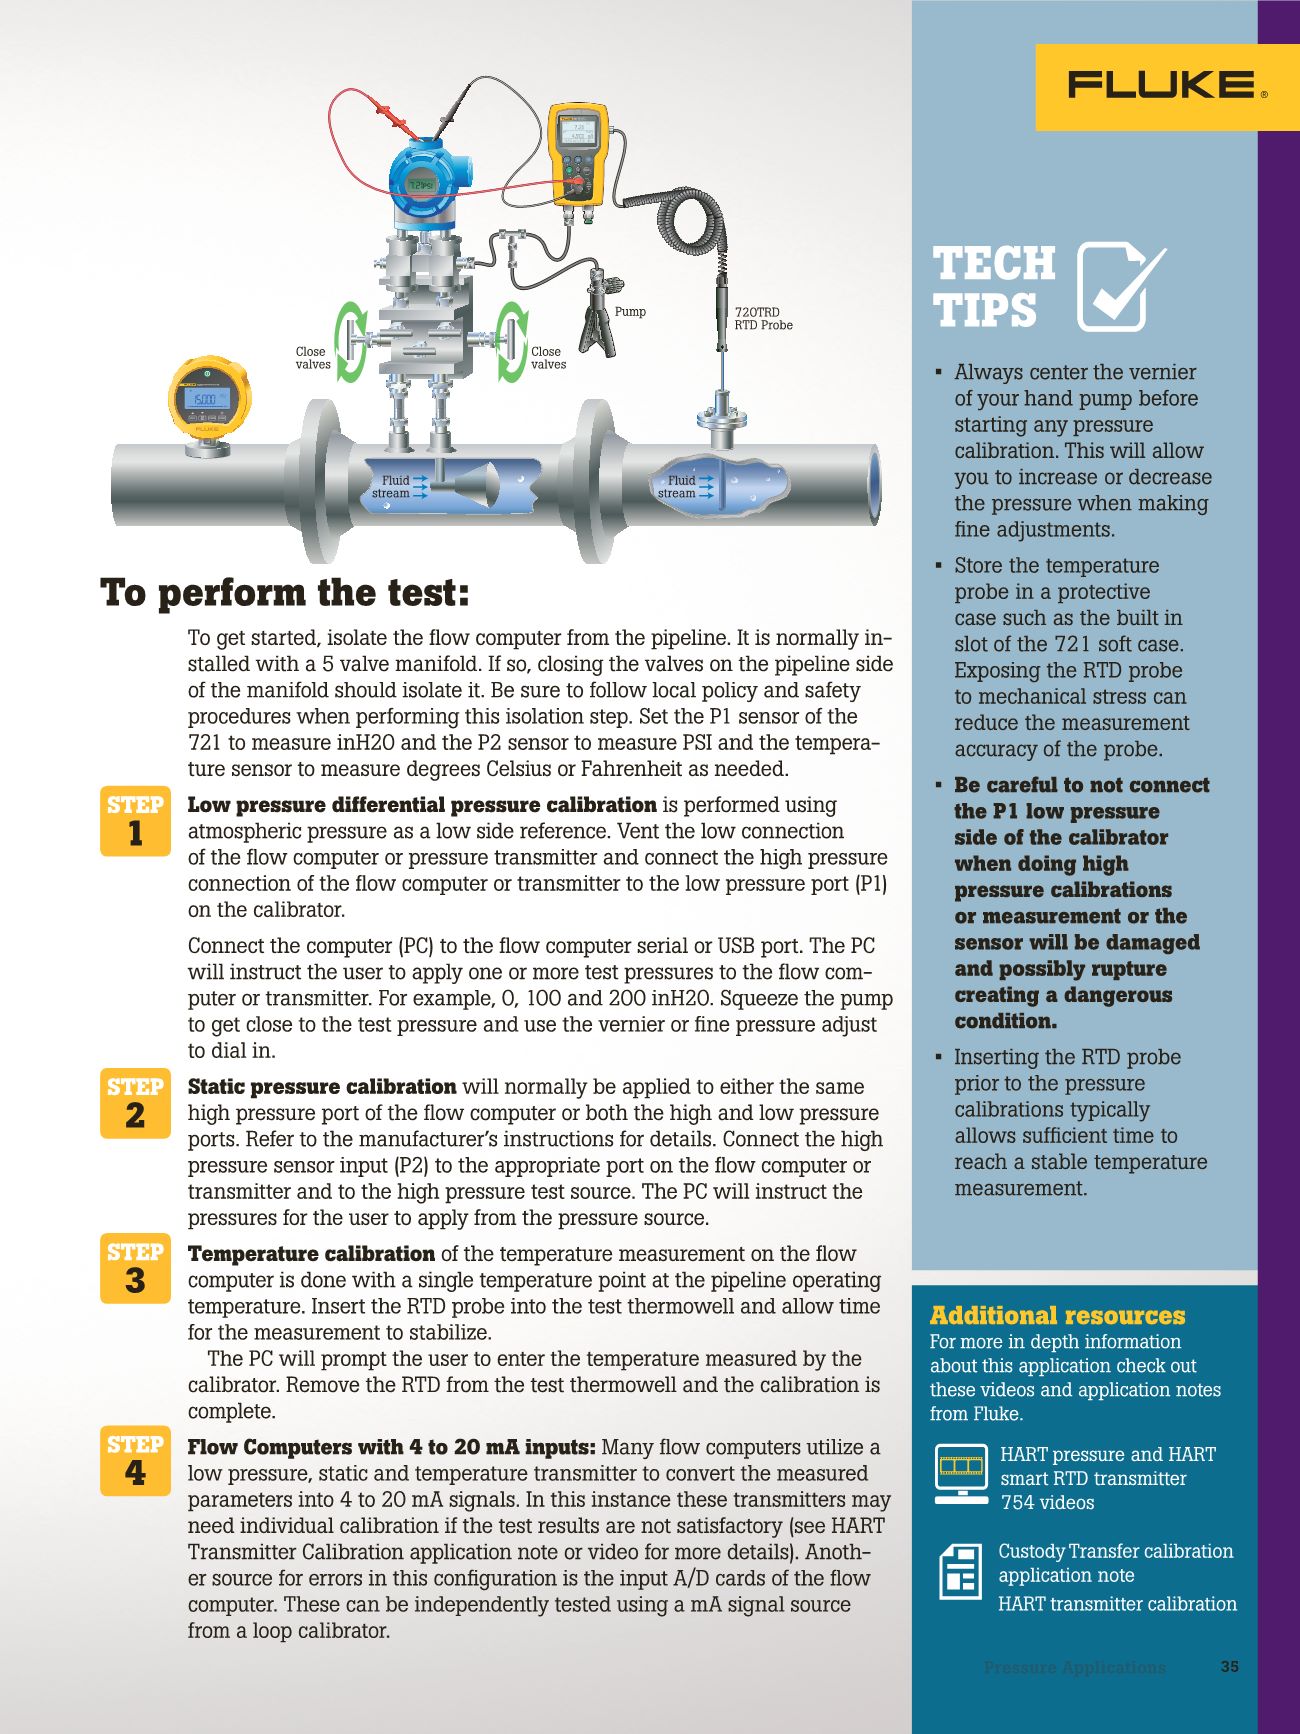 FLUKE®
7.21PSI
Pump
720TRD
RTD Probe
Close
valves
Close
valves
15.000
FLUKE
Fluid
stream
Fluid
stream
To perform the test:
To get started, isolate the flow computer from the pipeline. It is normally in-
stalled with a 5 valve manifold. If so, closing the valves on the pipeline side
of the manifold should isolate it. Be sure to follow local policy and safety
procedures when performing this isolation step. Set the P1 sensor of the
721 to measure inH2O and the P2 sensor to measure PSI and the tempera-
ture sensor to measure degrees Celsius or Fahrenheit as needed.
STEP
1
Low pressure differential pressure calibration is performed using
atmospheric pressure as a low side reference. Vent the low connection
of the flow computer or pressure transmitter and connect the high pressure
connection of the flow computer or transmitter to the low pressure port (P1)
on the calibrator.
Connect the computer (PC) to the flow computer serial or USB port. The PC
will instruct the user to apply one or more test pressures to the flow com-
puter or transmitter. For example, 0, 100 and 200 inH2O. Squeeze the pump
to get close to the test pressure and use the vernier or fine pressure adjust
to dial in.
STEP
2
Static pressure calibration will normally be applied to either the same
high pressure port of the flow computer or both the high and low pressure
ports. Refer to the manufacturer's instructions for details. Connect the high
pressure sensor input (P2) to the appropriate port on the flow computer or
transmitter and to the high pressure test source. The PC will instruct the
pressures for the user to apply from the pressure source.
STEP
3
Temperature calibration of the temperature measurement on the flow
computer is done with a single temperature point at the pipeline operating
temperature. Insert the RTD probe into the test thermowell and allow time
for the measurement to stabilize.
The PC will prompt the user to enter the temperature measured by the
calibrator. Remove the RTD from the test thermowell and the calibration is
complete.
STEP
4
Flow Computers with 4 to 20 mA inputs: Many flow computers utilize a
low pressure, static and temperature transmitter to convert the measured
parameters into 4 to 20 mA signals. In this instance these transmitters may
need individual calibration if the test results are not satisfactory (see HART
Transmitter Calibration application note or video for more details). Anoth-
er source for errors in this configuration is the input A/D cards of the flow
computer. These can be independently tested using a mA signal source
from a loop calibrator.
TECH
TIPS
▪ Always center the vernier
of your hand pump before
starting any pressure
calibration. This will allow
you to increase or decrease
the pressure when making
fine adjustments.
▪ Store the temperature
probe in a protective
case such as the built in
slot of the 721 soft case.
Exposing the RTD probe
to mechanical stress can
reduce the measurement
accuracy of the probe.
▪ Be careful to not connect
the P1 low pressure
side of the calibrator
when doing high
pressure calibrations
or measurement or the
sensor will be damaged
and possibly rupture
creating a dangerous
condition.
▪ Inserting the RTD probe
prior to the pressure
calibrations typically
allows sufficient time to
reach a stable temperature
measurement.
Additional resources
For more in depth information
about this application check out
these videos and application notes
from Fluke.
HART pressure and HART
smart RTD transmitter
754 videos
Custody Transfer calibration
application note
HART transmitter calibration
Pressure Applications 35